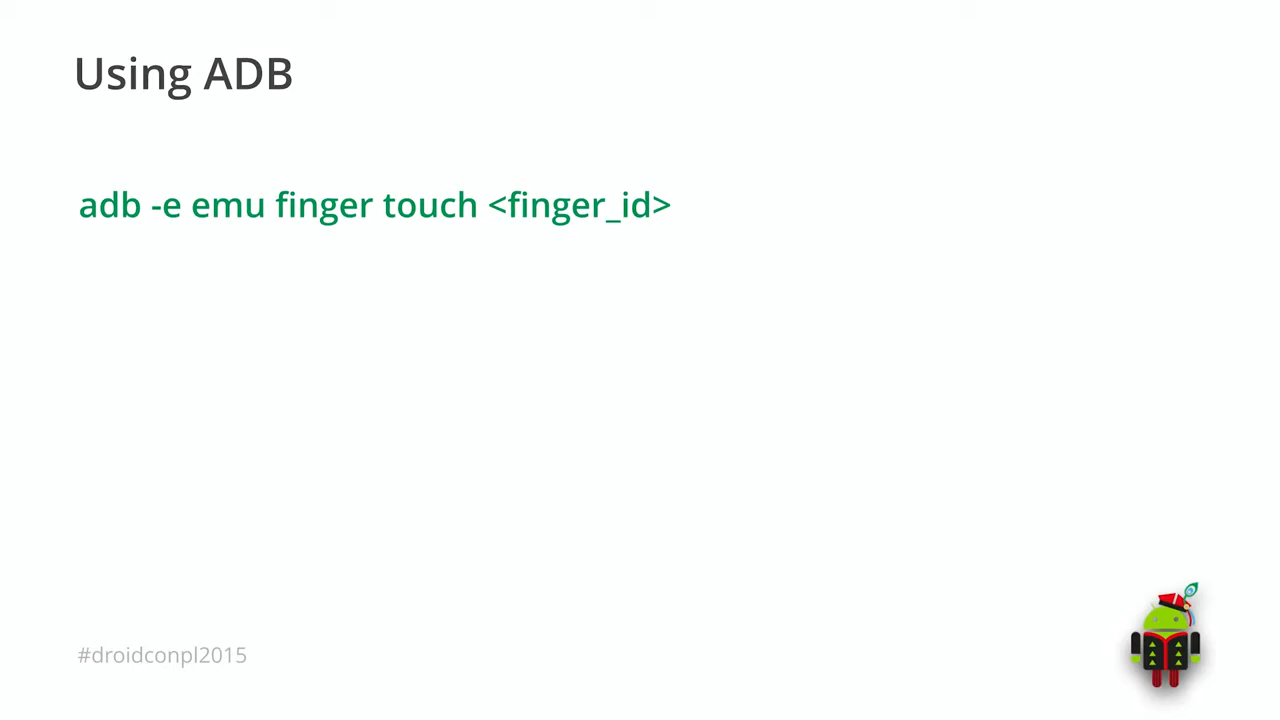 Using ADB
adb -e emu finger touch <finger_id>
#droidconpl2015